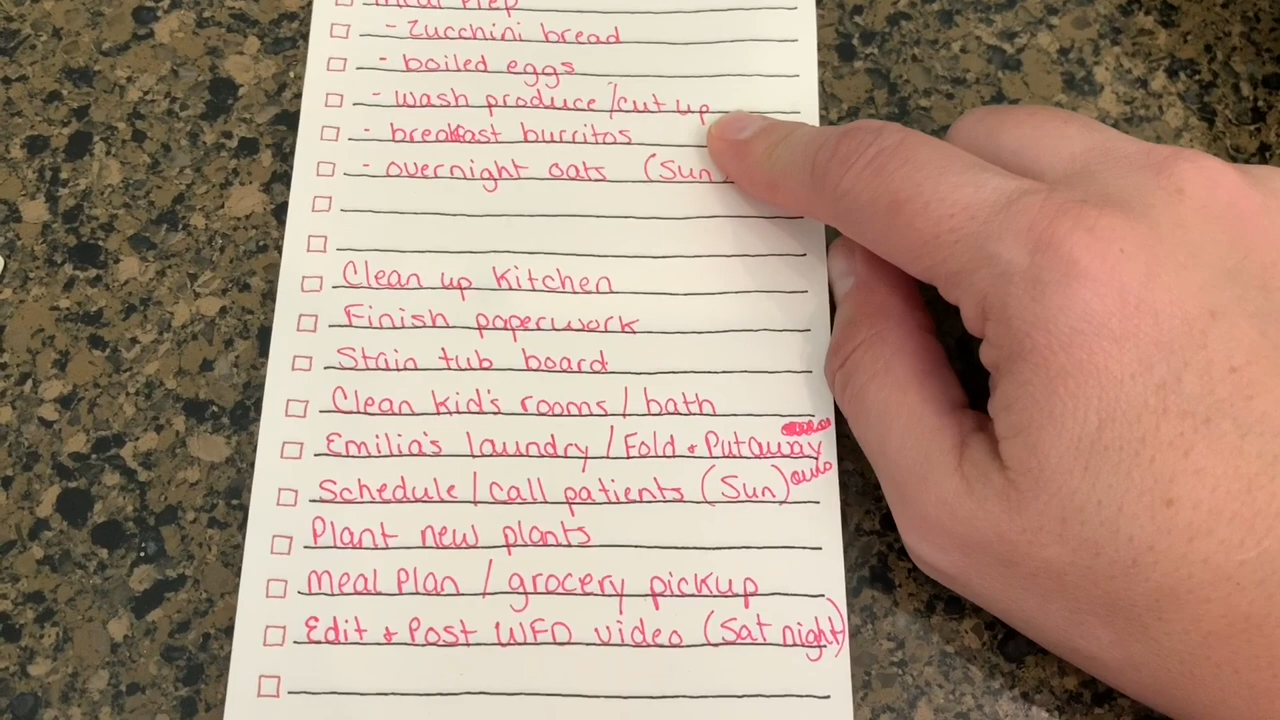 Meal Prep
- Zucchini bread
- boiled eggs
- wash produce/cut up
- breakfast burritos
- overnight oats (Sun
Clean up Kitchen
Finish paperwork
Stain tub board
Clean kid's rooms / bath
Emilia's laundry / Fold + Put away
Schedule / call patients (Sun)
Plant new plants
Meal Plan / grocery pickup
Edit + Post WFD video (Sat night)